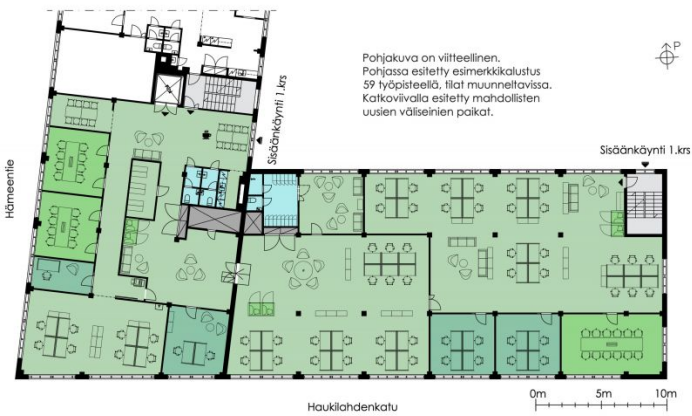 Pohjakuva on viitteellinen.
Pohjassa esitetty esimerkkikalustus
59 työpisteellä, tilat muunneltavissa.
Katkoviivalla esitetty mahdollisten
uusien väliseinien paikat.
P
Sisäänkäynti 1.krs
Sisäänkäynti 1.krs
Hämeentie
Haukilahdenkatu
0m 5m 10m